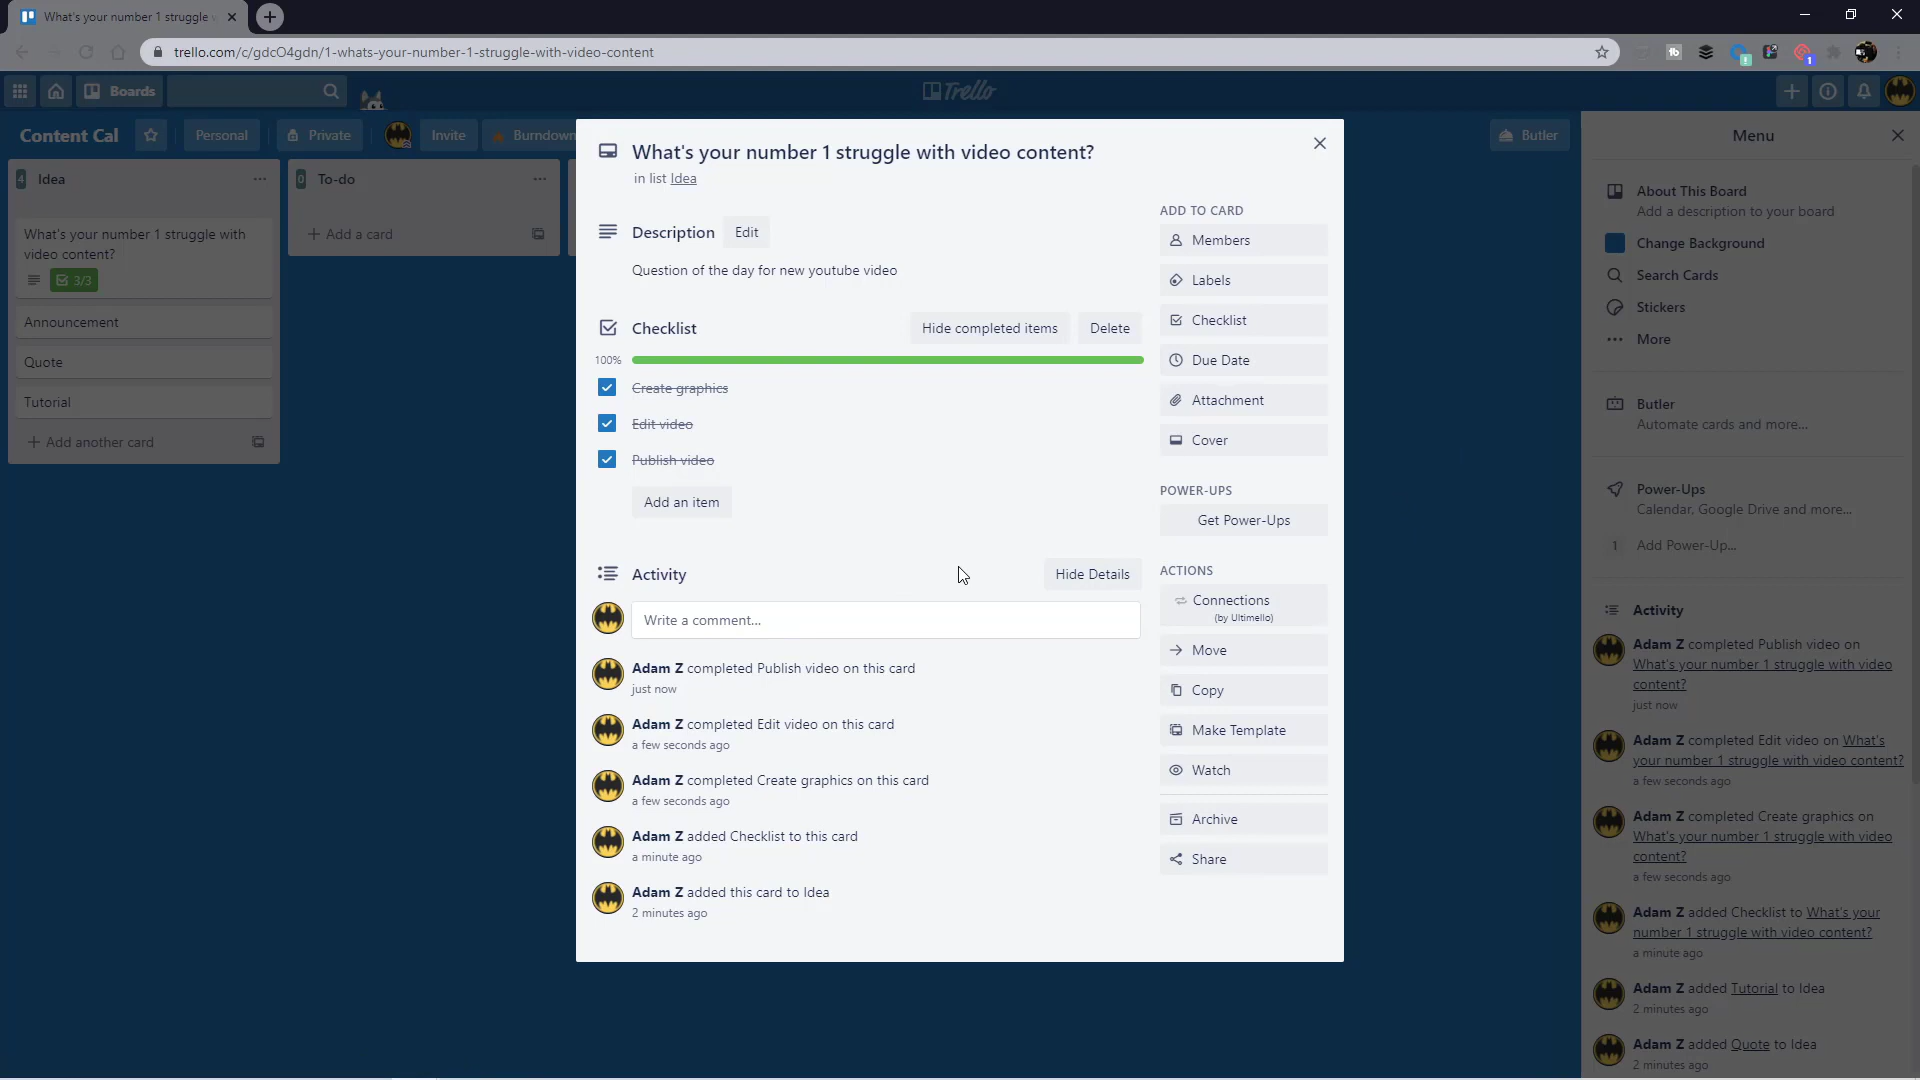 What's your number 1 struggle
trello.com/c/gdcO4gdn/1-whats-your-number-1-struggle-with-video-content
tb
1
Boards
Trello
Content Cal
Personal
Private
Invite
Burndown
Butler
4
Idea
What's your number 1 struggle with
video content?
3/3
Announcement
Quote
Tutorial
+ Add another card
0
To-do
+ Add a card
What's your number 1 struggle with video content?
in list Idea
Description
Edit
Question of the day for new youtube video
Checklist
Hide completed items
Delete
100%
Create graphics
Edit video
Publish video
Add an item
Activity
Hide Details
Write a comment...
Adam Z completed Publish video on this card
just now
Adam Z completed Edit video on this card
a few seconds ago
Adam Z completed Create graphics on this card
a few seconds ago
Adam Z added Checklist to this card
a minute ago
Adam Z added this card to Idea
2 minutes ago
ADD TO CARD
Members
Labels
Checklist
Due Date
Attachment
Cover
POWER-UPS
Get Power-Ups
ACTIONS
Connections
(by Ultimello)
Move
Copy
Make Template
Watch
Archive
Share
Menu
About This Board
Add a description to your board
Change Background
Search Cards
Stickers
More
Butler
Automate cards and more...
Power-Ups
Calendar, Google Drive and more...
1 Add Power-Up...
Activity
Adam Z completed Publish video on
What's your number 1 struggle with video
content?
just now
Adam Z completed Edit video on What's
your number 1 struggle with video content?
a few seconds ago
Adam Z completed Create graphics on
What's your number 1 struggle with video
content?
a few seconds ago
Adam Z added Checklist to What's your
number 1 struggle with video content?
a minute ago
Adam Z added Tutorial to Idea
2 minutes ago
Adam Z added Quote to Idea
2 minutes ago